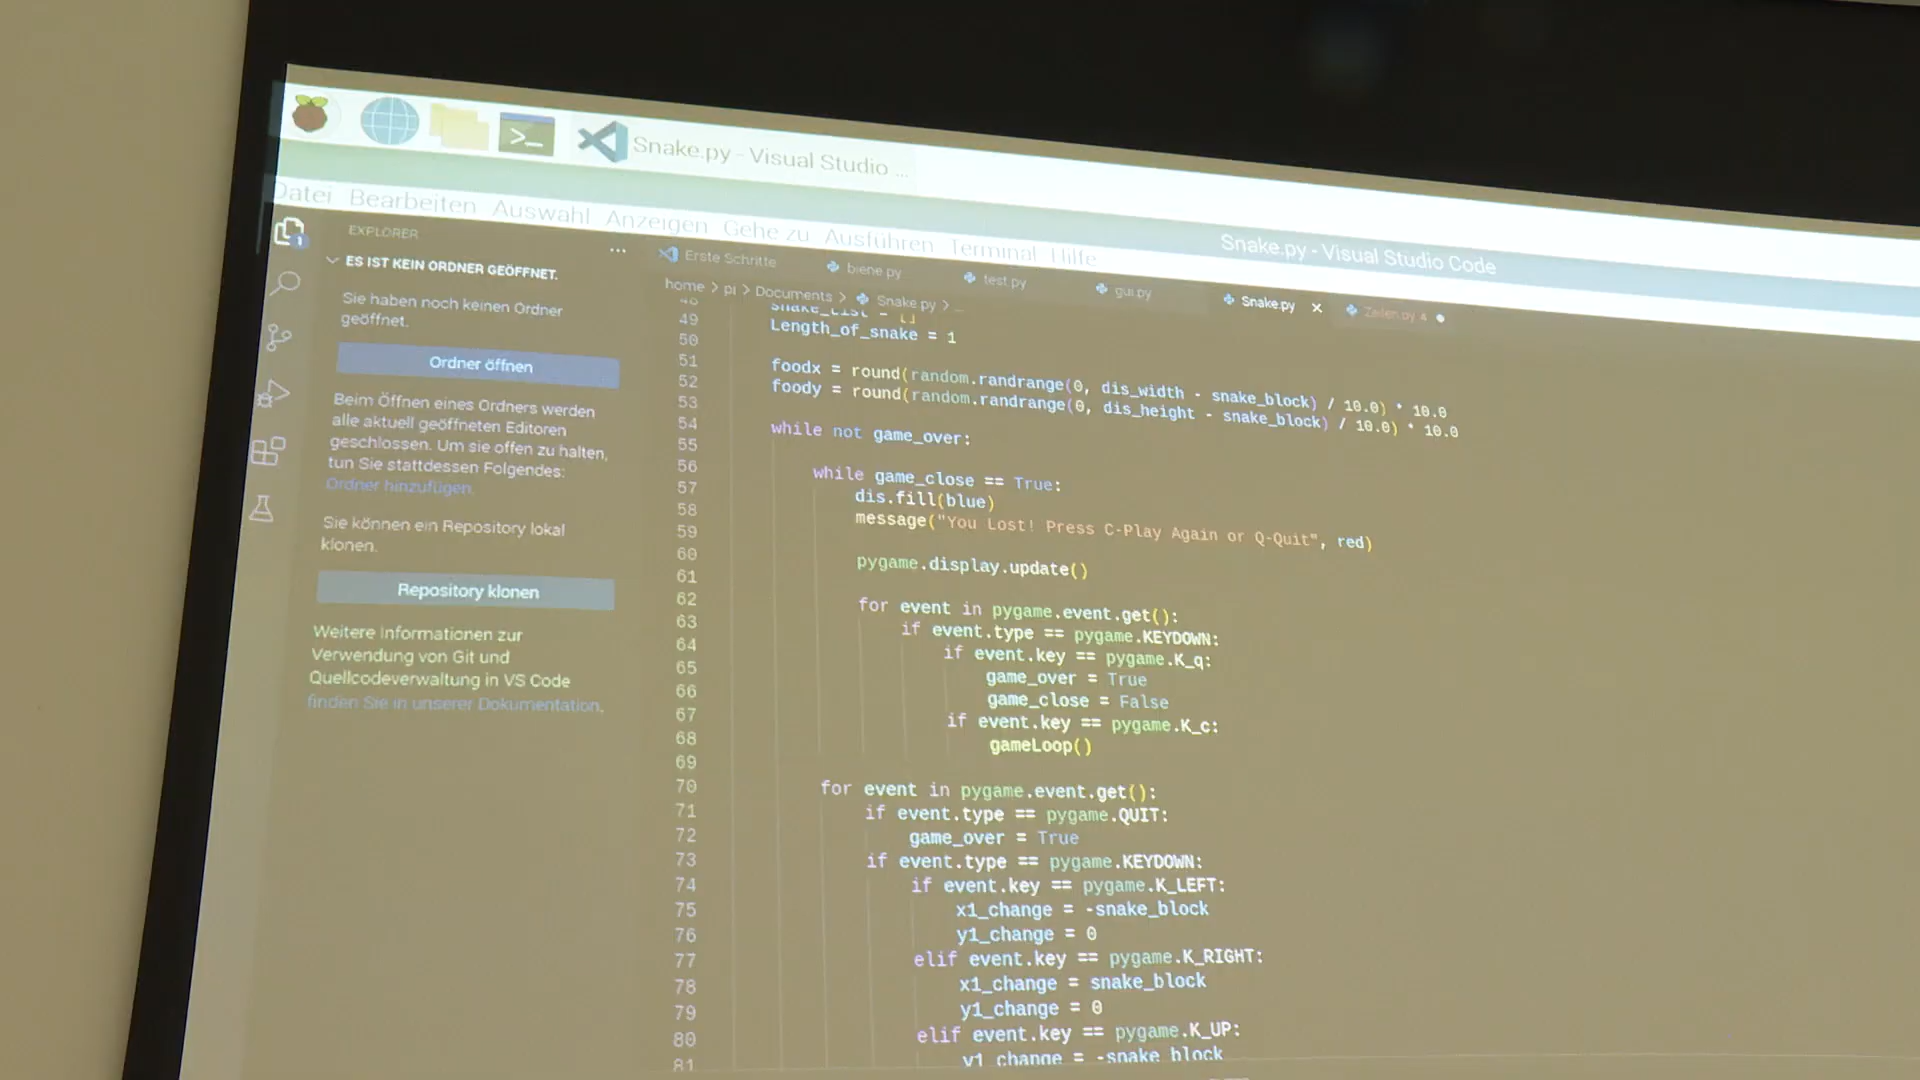 Snake.py - Visual Studio ...
Datei Bearbeiten Auswahl Anzeigen Gehe zu Ausführen Terminal Hilfe
Snake.py - Visual Studio Code
EXPLORER
...
ES IST KEIN ORDNER GEÖFFNET.
Sie haben noch keinen Ordner
geöffnet.
Ordner öffnen
Beim Öffnen eines Ordners werden
alle aktuell geöffneten Editoren
geschlossen. Um sie offen zu halten,
tun Sie stattdessen Folgendes:
Ordner hinzufügen.
Sie können ein Repository lokal
klonen.
Repository klonen
Weitere Informationen zur
Verwendung von Git und
Quellcodeverwaltung in VS Code
finden Sie in unserer Dokumentation.
Erste Schritte
biene.py
test.py
gui.py
Snake.py
Zeilen.py 4
home > pi > Documents > Snake.py > ...
snake_List = []
49
50 Length_of_snake = 1
51
52 foodx = round(random.randrange(0, dis_width - snake_block) / 10.0) * 10.0
53 foody = round(random.randrange(0, dis_height - snake_block) / 10.0) * 10.0
54
55 while not game_over:
56
57 while game_close == True:
58 dis.fill(blue)
59 message("You Lost! Press C-Play Again or Q-Quit", red)
60
61 pygame.display.update()
62
63 for event in pygame.event.get():
64 if event.type == pygame.KEYDOWN:
65 if event.key == pygame.K_q:
66 game_over = True
67 game_close = False
68 if event.key == pygame.K_c:
69 gameLoop()
70
71 for event in pygame.event.get():
72 if event.type == pygame.QUIT:
73 game_over = True
74 if event.type == pygame.KEYDOWN:
75 if event.key == pygame.K_LEFT:
76 x1_change = -snake_block
77 y1_change = 0
78 elif event.key == pygame.K_RIGHT:
79 x1_change = snake_block
80 y1_change = 0
81 elif event.key == pygame.K_UP:
y1_change = -snake_block